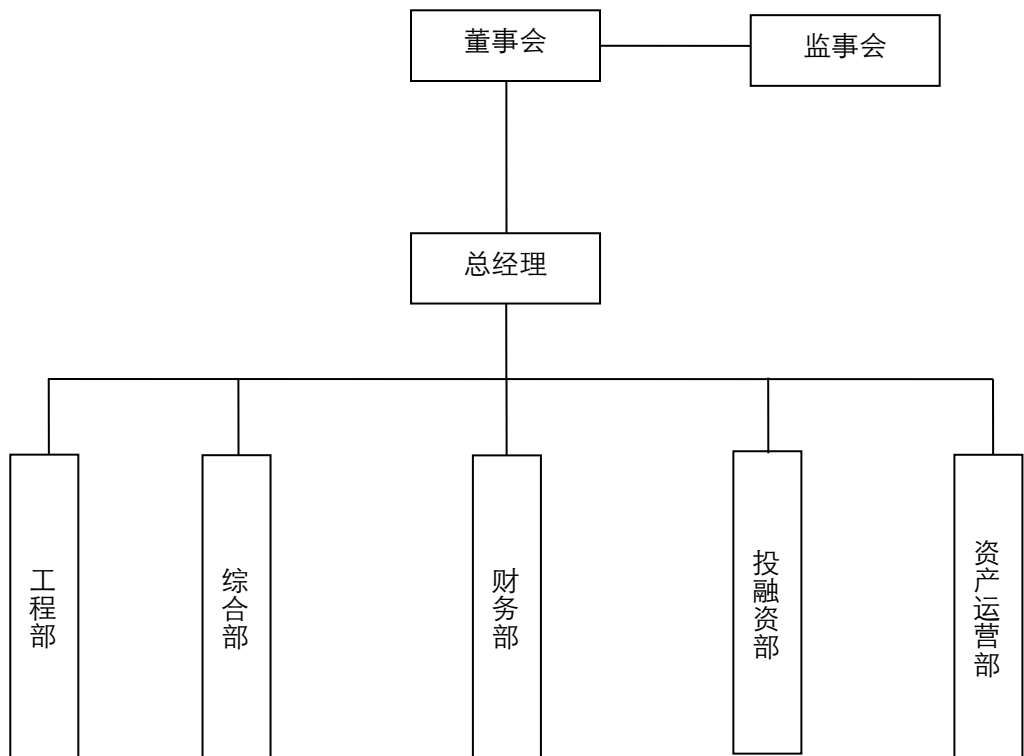 董事会
监事会
总经理
工程部
综合部
财务部
投融资部
资产运营部